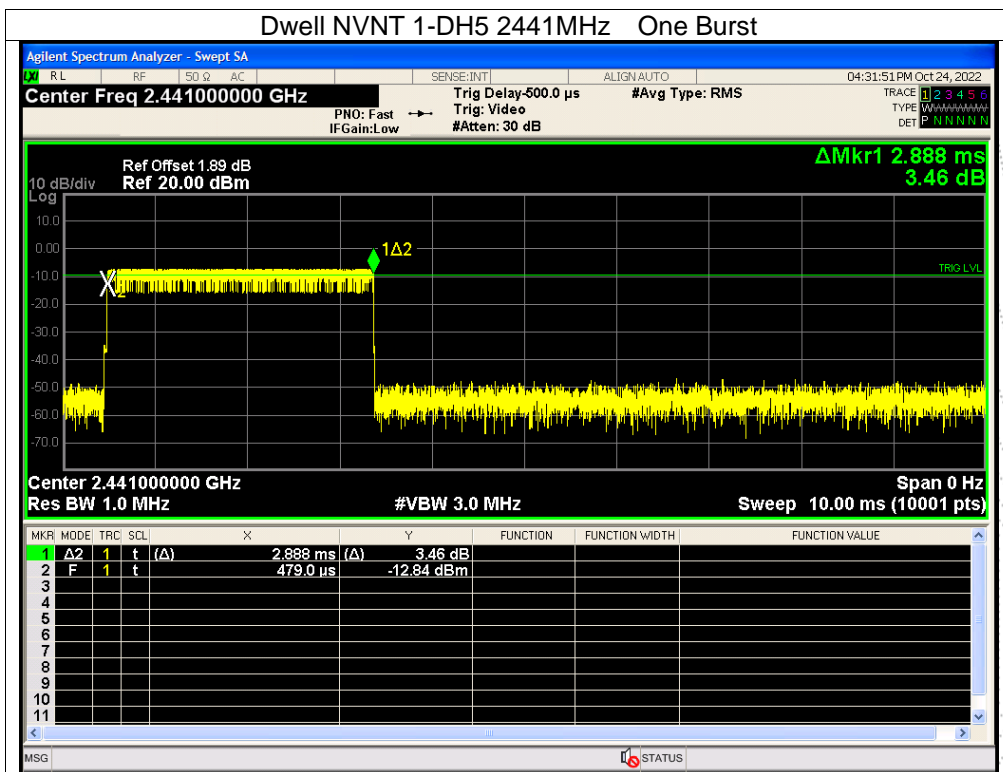 Dwell NVNT 1-DH5 2441MHz One Burst
Agilent Spectrum Analyzer - Swept SA
LXI RL RF 50 Ω AC SENSE:INT ALIGN AUTO 04:31:51 PM Oct 24, 2022
Center Freq 2.441000000 GHz Trig Delay-500.0 µs #Avg Type: RMS TRACE 1 2 3 4 5 6
PNO: Fast Trig: Video TYPE WWWWWW
IFGain:Low #Atten: 30 dB DET P N N N N N
ΔMkr1 2.888 ms
3.46 dB
Ref Offset 1.89 dB
10 dB/div Ref 20.00 dBm
Log
10.0
0.00
1Δ2
-10.0
TRIG LVL
X2
-20.0
-30.0
-40.0
-50.0
-60.0
-70.0
Center 2.441000000 GHz Span 0 Hz
Res BW 1.0 MHz #VBW 3.0 MHz Sweep 10.00 ms (10001 pts)
MKR MODE TRC SCL X Y FUNCTION FUNCTION WIDTH FUNCTION VALUE
1 Δ2 1 t (Δ) 2.888 ms (Δ) 3.46 dB
2 F 1 t 479.0 µs -12.84 dBm
3
4
5
6
7
8
9
10
11
MSG STATUS